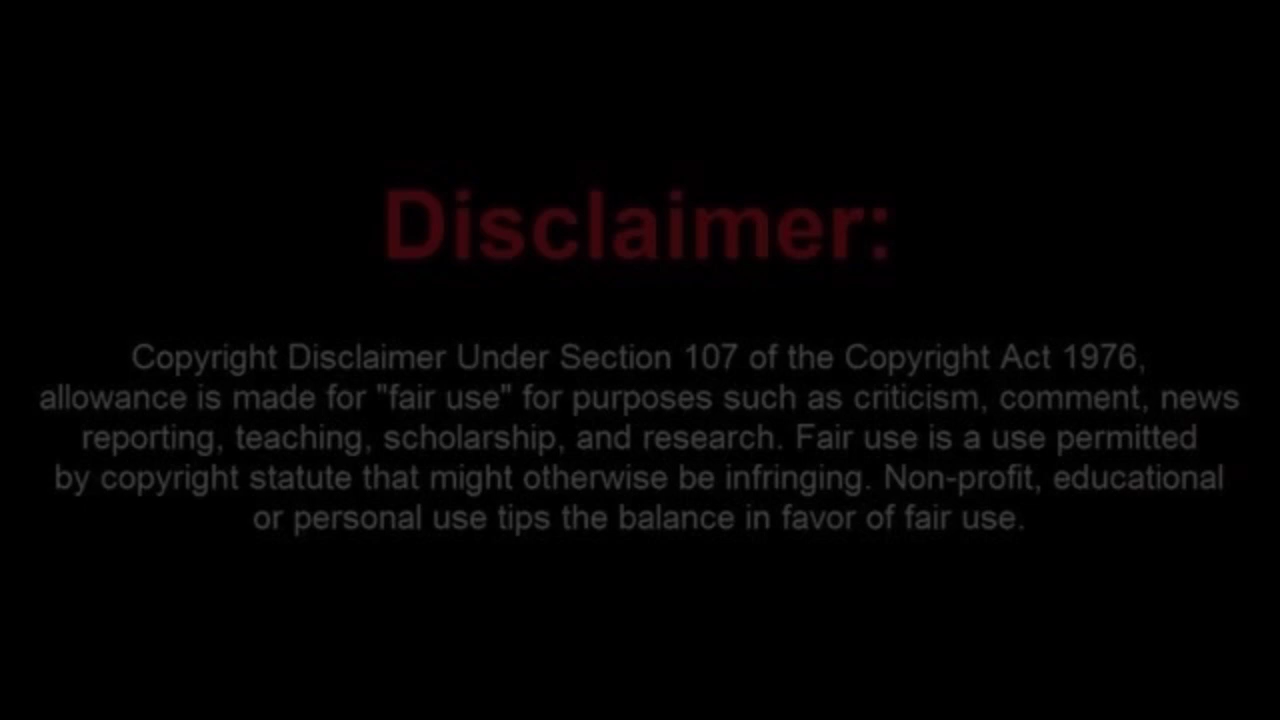 Disclaimer:
Copyright Disclaimer Under Section 107 of the Copyright Act 1976,
allowance is made for "fair use" for purposes such as criticism, comment, news
reporting, teaching, scholarship, and research. Fair use is a use permitted
by copyright statute that might otherwise be infringing. Non-profit, educational
or personal use tips the balance in favor of fair use.